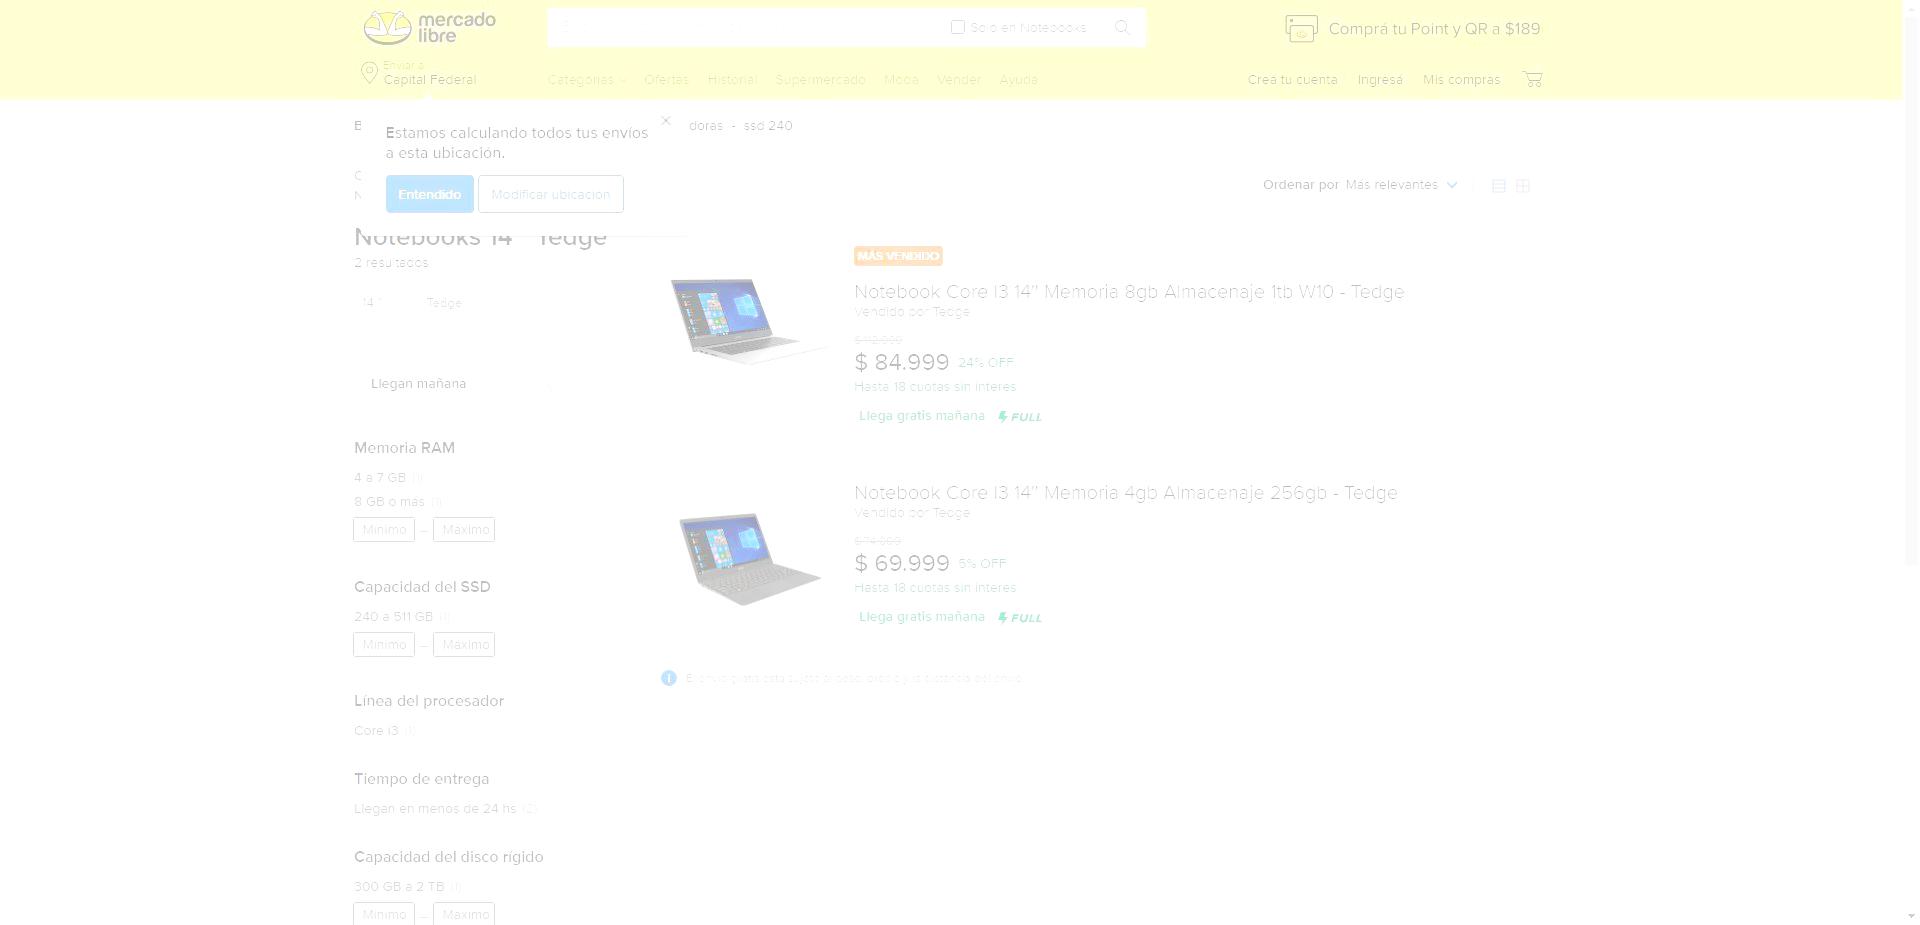 mercado
libre
Solo en Notebooks
Comprá tu Point y QR a $189
Enviar a
Capital Federal
Categorías
Ofertas
Historial
Supermercado
Moda
Vender
Ayuda
Creá tu cuenta
Ingresá
Mis compras
B
doras - ssd 240
Estamos calculando todos tus envíos
a esta ubicación.
Entendido
Modificar ubicación
N
Ordenar por Más relevantes
Notebooks 14" Tedge
2 resultados
14 "
Tedge
Llegan mañana
Memoria RAM
4 a 7 GB (1)
8 GB o más (1)
Mínimo – Máximo
Capacidad del SSD
240 a 511 GB (1)
Mínimo – Máximo
Línea del procesador
Core i3 (1)
Tiempo de entrega
Llegan en menos de 24 hs (2)
Capacidad del disco rígido
300 GB a 2 TB (1)
Mínimo – Máximo
MÁS VENDIDO
Notebook Core I3 14'' Memoria 8gb Almacenaje 1tb W10 - Tedge
Vendido por Tedge
$ 112.999
$ 84.999 24% OFF
Hasta 18 cuotas sin interés
Llega gratis mañana FULL
Notebook Core I3 14'' Memoria 4gb Almacenaje 256gb - Tedge
Vendido por Tedge
$ 74.000
$ 69.999 5% OFF
Hasta 18 cuotas sin interés
Llega gratis mañana FULL
El envío gratis está sujeto al peso, precio y la distancia del envío.